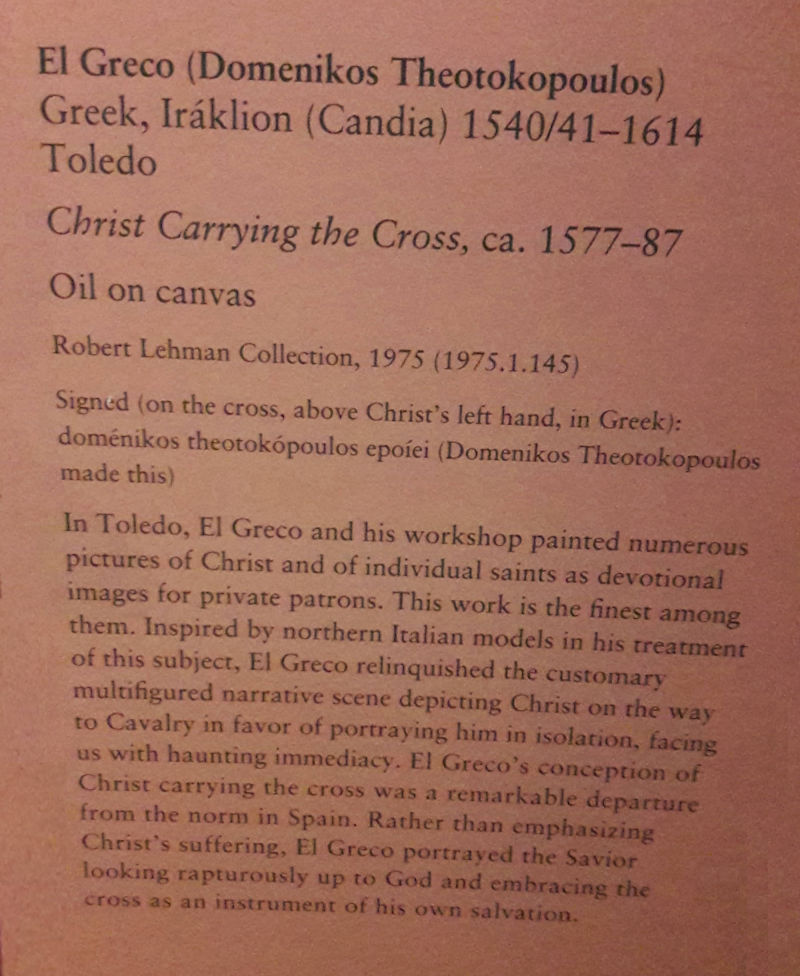 El Greco (Domenikos Theotokopoulos)
Greek, Iráklion (Candia) 1540/41–1614
Toledo
Christ Carrying the Cross, ca. 1577–87
Oil on canvas
Robert Lehman Collection, 1975 (1975.1.145)
Signed (on the cross, above Christ's left hand, in Greek):
doménikos theotokópoulos epoíei (Domenikos Theotokopoulos
made this)
In Toledo, El Greco and his workshop painted numerous
pictures of Christ and of individual saints as devotional
images for private patrons. This work is the finest among
them. Inspired by northern Italian models in his treatment
of this subject, El Greco relinquished the customary
multifigured narrative scene depicting Christ on the way
to Cavalry in favor of portraying him in isolation, facing
us with haunting immediacy. El Greco's conception of
Christ carrying the cross was a remarkable departure
from the norm in Spain. Rather than emphasizing
Christ's suffering, El Greco portrayed the Savior
looking rapturously up to God and embracing the
cross as an instrument of his own salvation.